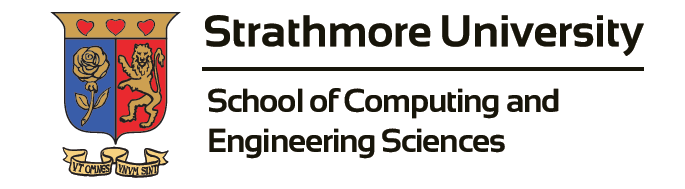 Strathmore University
School of Computing and
Engineering Sciences
VT OMNES VNVM SINT